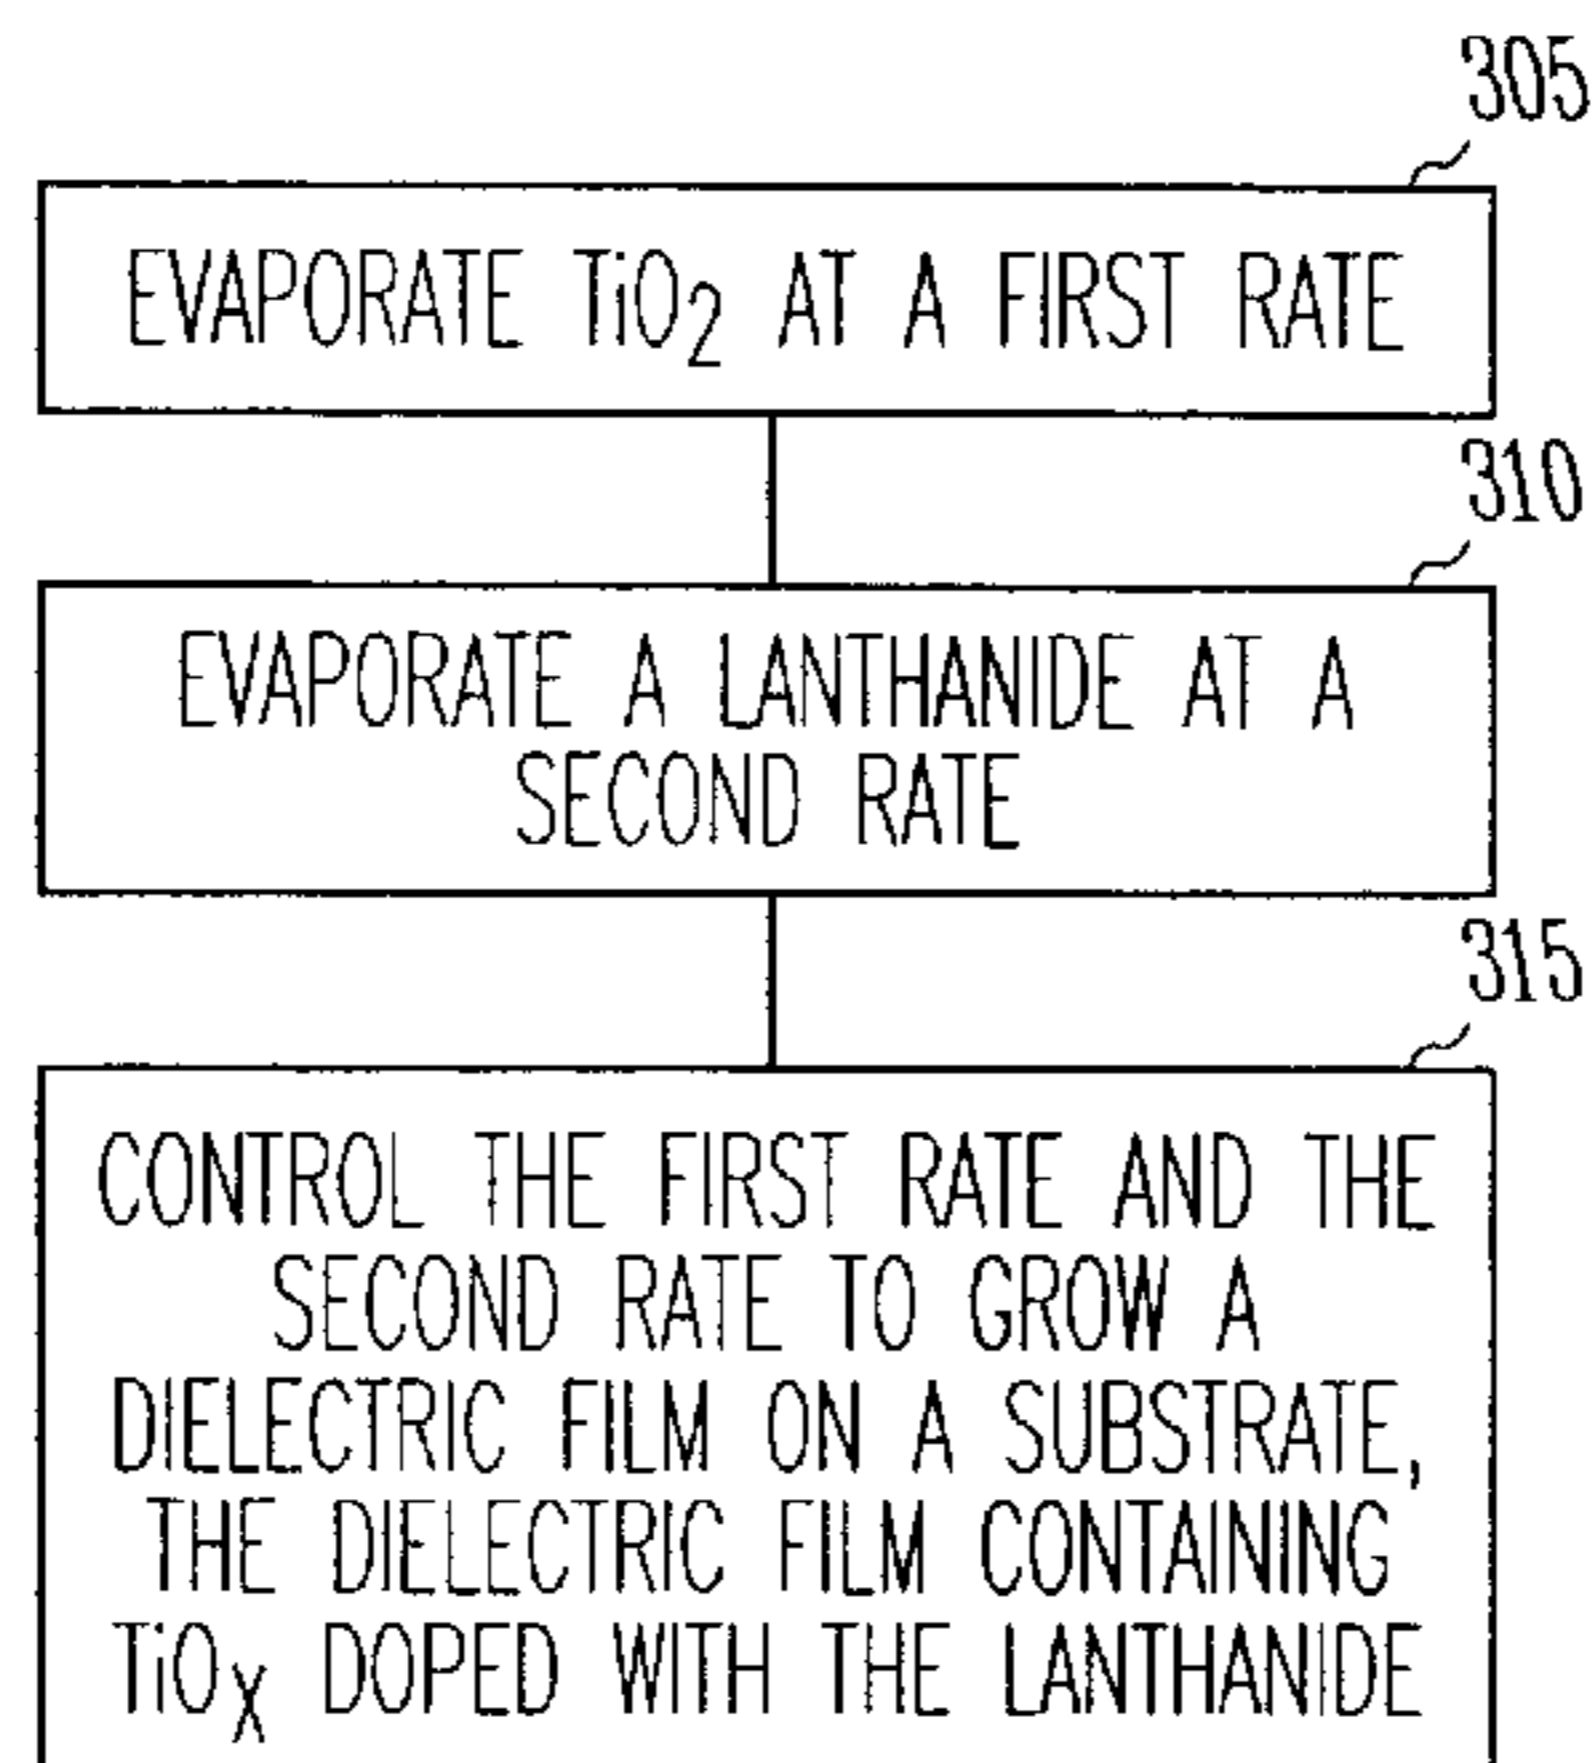 305
EVAPORATE TiO₂ AT A FIRST RATE
310
EVAPORATE A LANTHANIDE AT A
SECOND RATE
315
CONTROL THE FIRST RATE AND THE
SECOND RATE TO GROW A
DIELECTRIC FILM ON A SUBSTRATE,
THE DIELECTRIC FILM CONTAINING
TiOₓ DOPED WITH THE LANTHANIDE